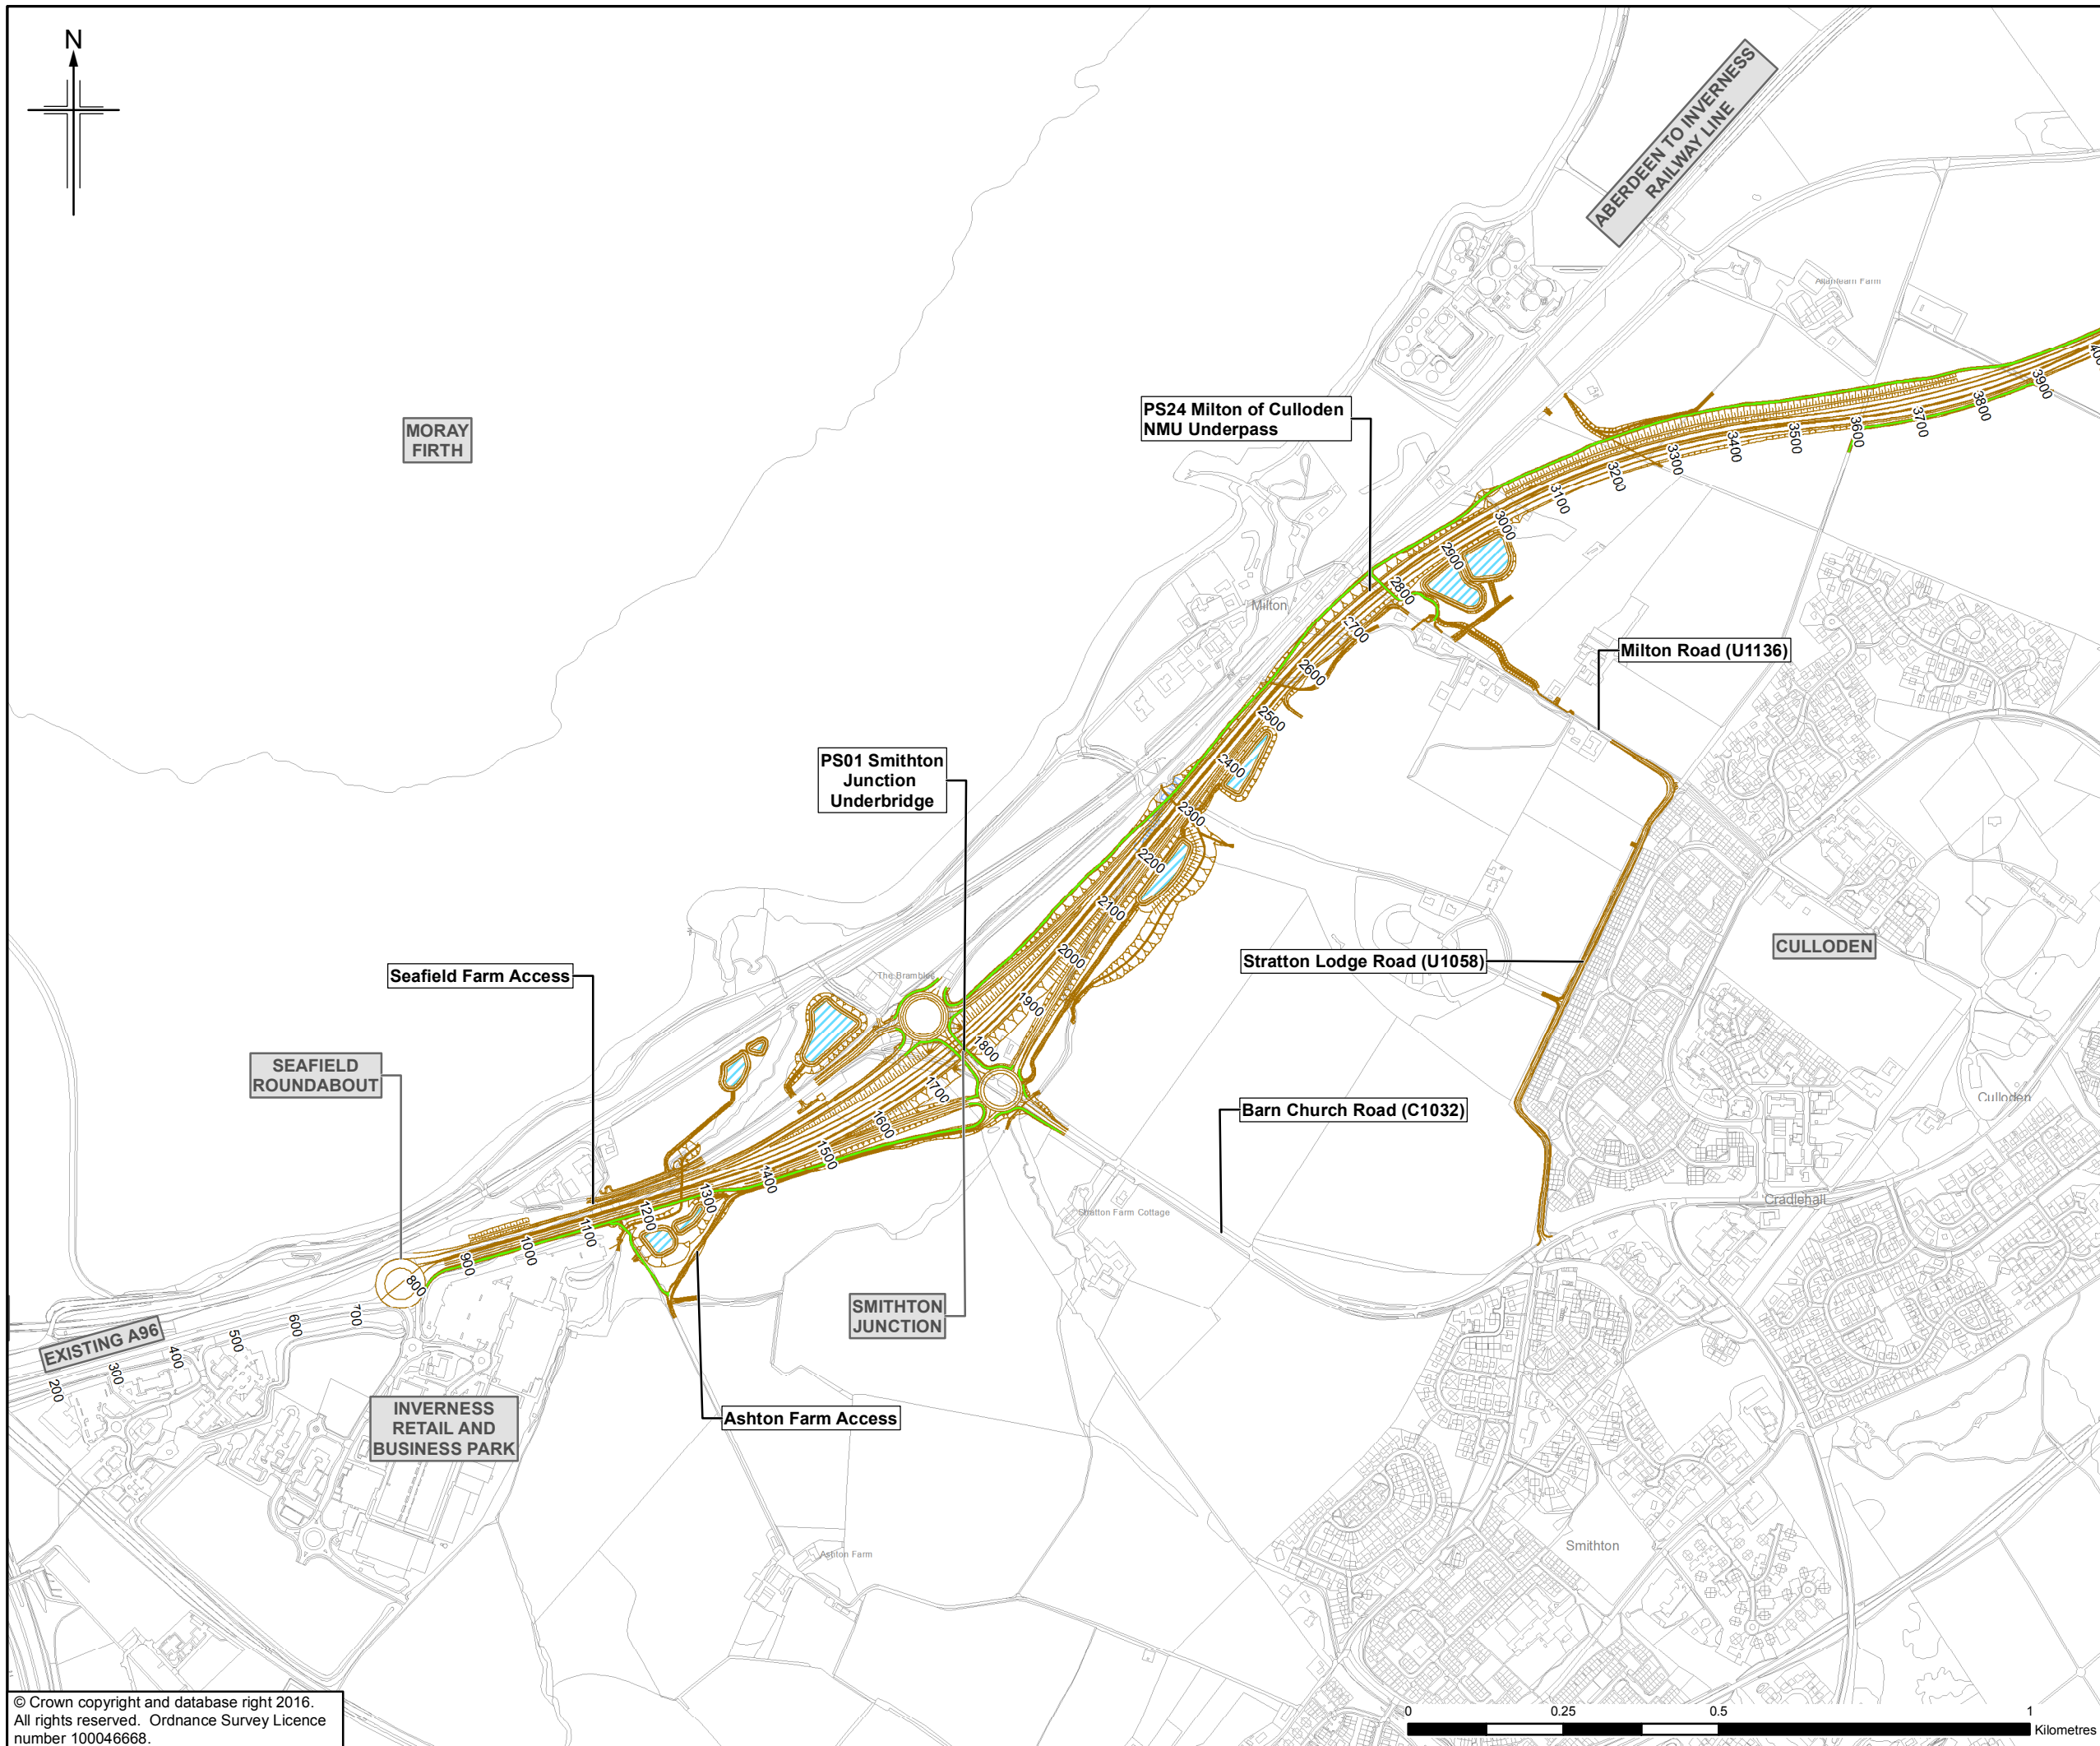 N
ABERDEEN TO INVERNESS
RAILWAY LINE
Allanfearn Farm
MORAY
FIRTH
PS24 Milton of Culloden
NMU Underpass
Milton
Milton Road (U1136)
PS01 Smithton
Junction
Underbridge
CULLODEN
Stratton Lodge Road (U1058)
Seafield Farm Access
The Brambles
SEAFIELD
ROUNDABOUT
Barn Church Road (C1032)
Culloden
Cradlehall
Stratton Farm Cottage
SMITHTON
JUNCTION
EXISTING A96
INVERNESS
RETAIL AND
BUSINESS PARK
Ashton Farm Access
Ashton Farm
Smithton
200
300
400
500
600
700
800
900
1000
1100
1200
1300
1400
1500
1600
1700
1800
1900
2000
2100
2200
2300
2400
2500
2600
2700
2800
2900
3000
3100
3200
3300
3400
3500
3600
3700
3800
3900
© Crown copyright and database right 2016.
All rights reserved. Ordnance Survey Licence
number 100046668.
0
0.25
0.5
1
Kilometres